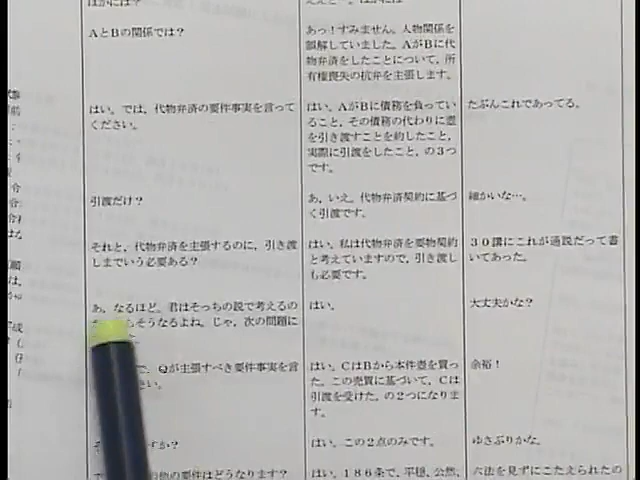 ほかには？
AとBの関係では？
あっ！すみません。人物関係を
誤解していました。AがBに代
物弁済をしたことについて、所
有権喪失の抗弁を主張します。
はい。では、代物弁済の要件事実を言って
ください。
はい。AがBに債務を負ってい
ること、その債務の代わりに壺
を引き渡すことを約したこと、
実際に引渡をしたこと、の３つ
です。
たぶんこれであってる。
引渡だけ？
あ、いえ。代物弁済契約に基づ
く引渡です。
細かいな…。
それと、代物弁済を主張するのに、引き渡
しまでいう必要ある？
はい。私は代物弁済を要物契約
と考えていますので、引き渡し
も必要です。
３０講にこれが通説だって書
いてあった。
あ、なるほど。君はそっちの説で考えるの
もそうなるよね。じゃ、次の問題に
はい。
大丈夫かな？
で、Qが主張すべき要件事実を言
さい。
はい。CはBから本件壺を買っ
た。この売買に基づいて、Cは
引渡を受けた。の２つになりま
す。
余裕！
すか？
はい。この２点のみです。
ゆさぶりかな。
の他の要件はどうなります？
はい。１８６条で、平穏、公然、
六法を見ずにこたえられたの